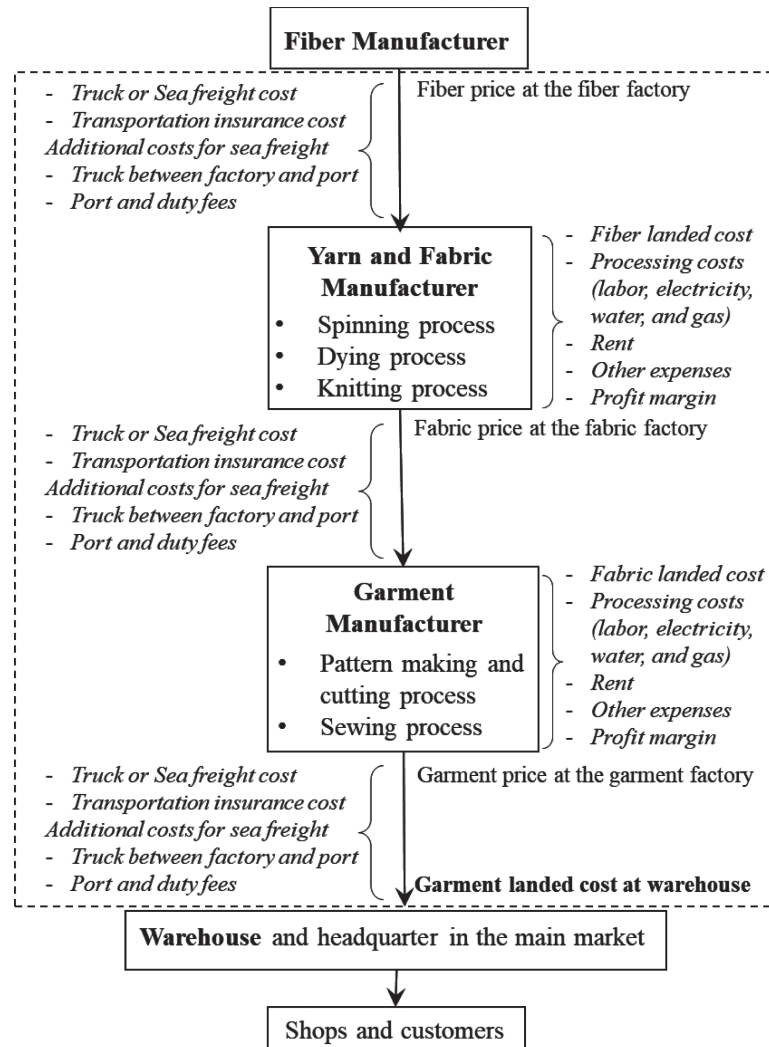 Fiber Manufacturer
- Truck or Sea freight cost
- Transportation insurance cost
Additional costs for sea freight
- Truck between factory and port
- Port and duty fees
Fiber price at the fiber factory
Yarn and Fabric
Manufacturer
• Spinning process
• Dying process
• Knitting process
- Fiber landed cost
- Processing costs
(labor, electricity,
water, and gas)
- Rent
- Other expenses
- Profit margin
- Truck or Sea freight cost
- Transportation insurance cost
Additional costs for sea freight
- Truck between factory and port
- Port and duty fees
Fabric price at the fabric factory
Garment
Manufacturer
• Pattern making and
cutting process
• Sewing process
- Fabric landed cost
- Processing costs
(labor, electricity,
water, and gas)
- Rent
- Other expenses
- Profit margin
- Truck or Sea freight cost
- Transportation insurance cost
Additional costs for sea freight
- Truck between factory and port
- Port and duty fees
Garment price at the garment factory
Garment landed cost at warehouse
Warehouse and headquarter in the main market
Shops and customers